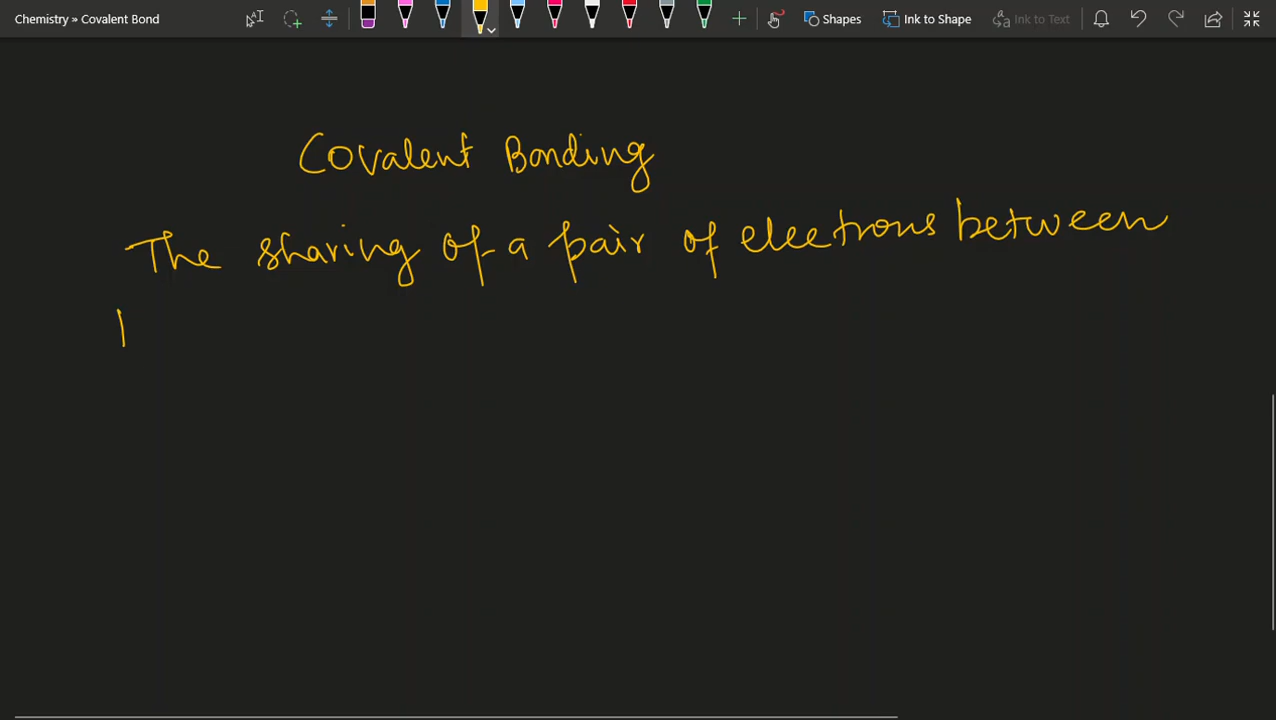 Chemistry » Covalent Bond
Shapes
Ink to Shape
Ink to Text
Covalent Bonding
The sharing of a pair of electrons between